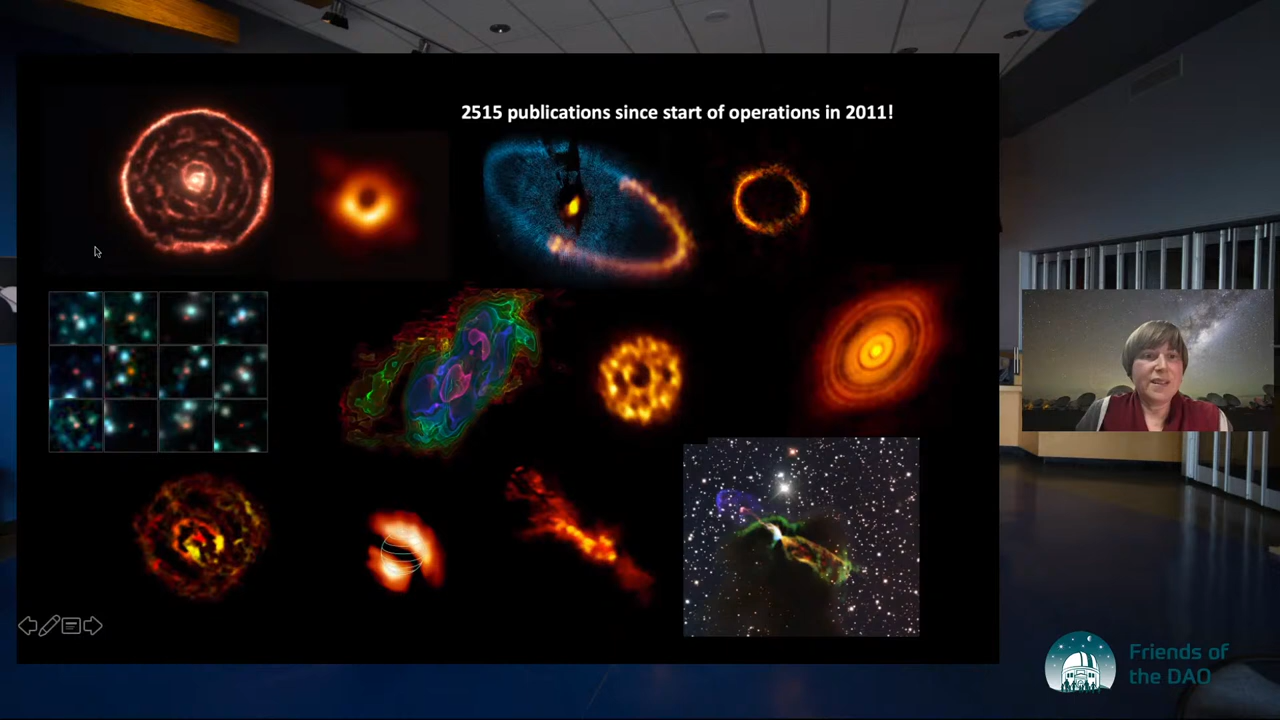 2515 publications since start of operations in 2011!
Friends of
the DAO